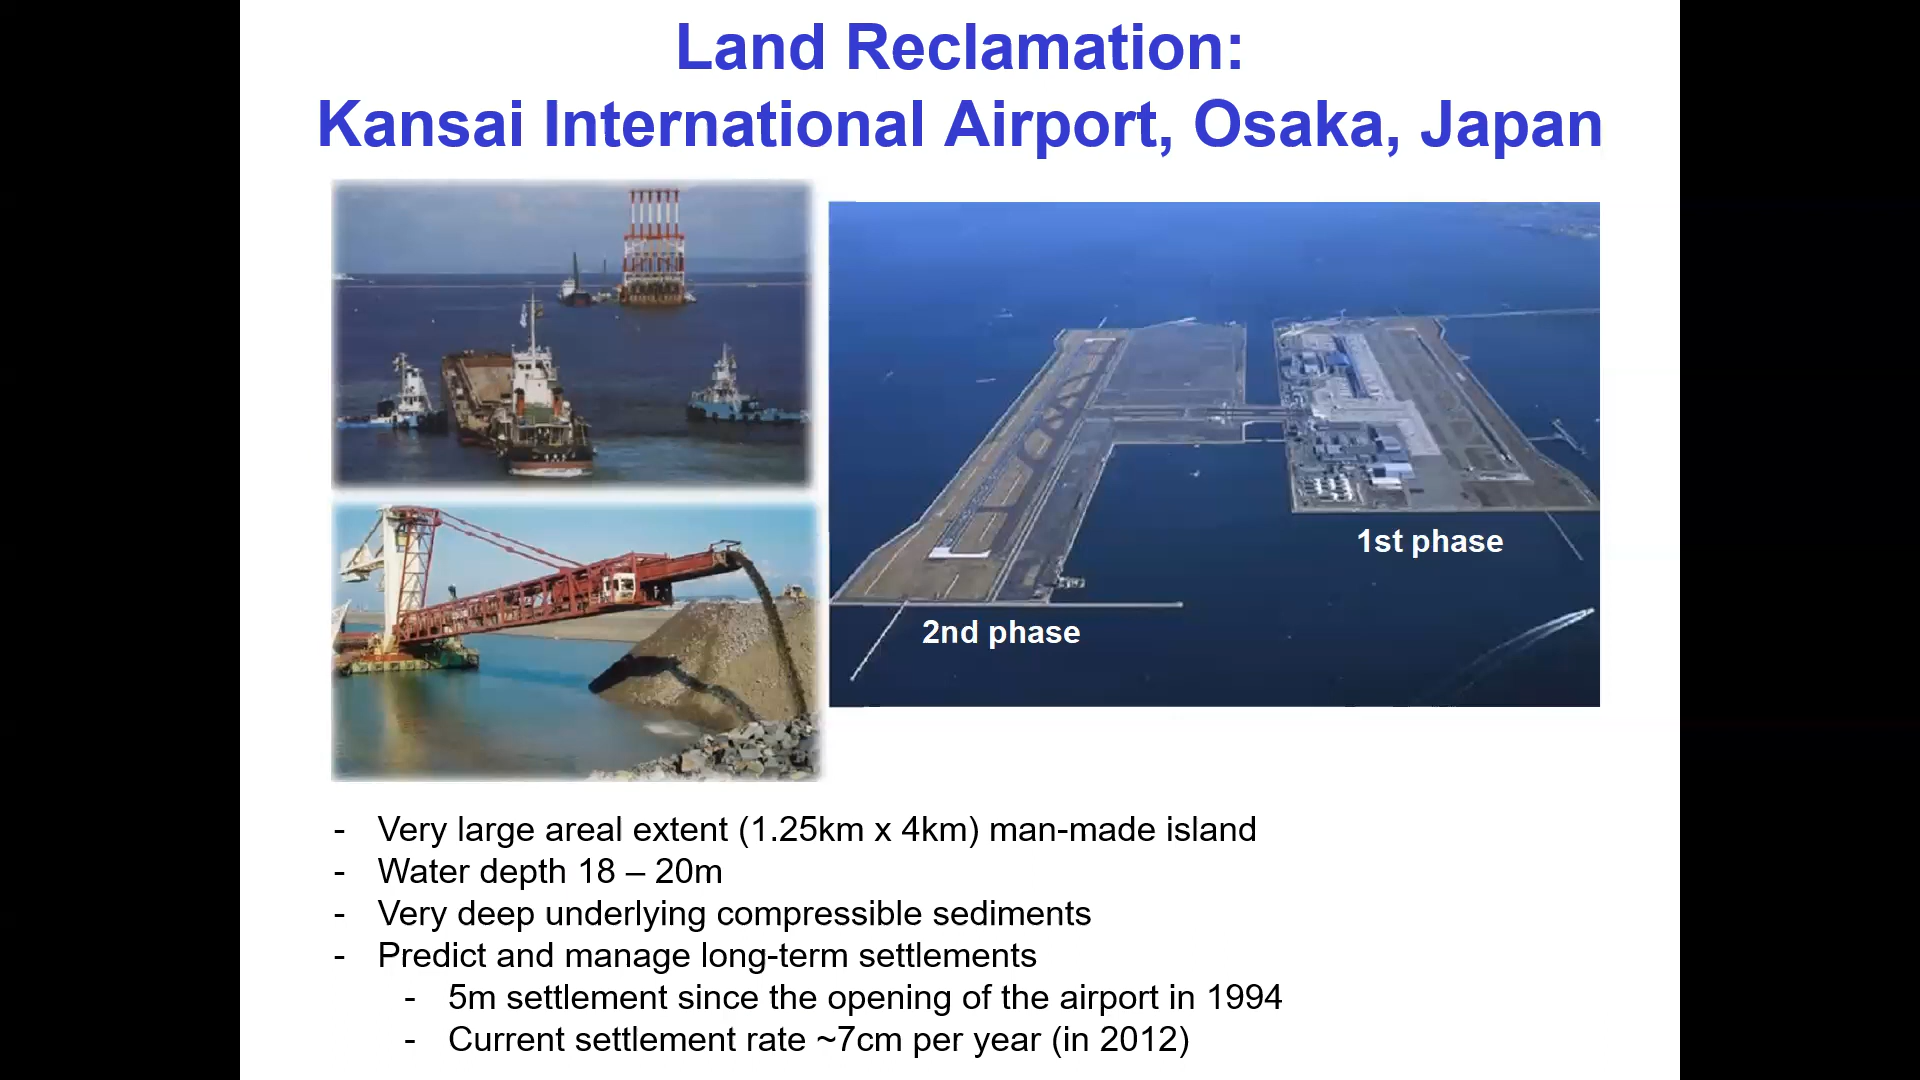 Land Reclamation:
Kansai International Airport, Osaka, Japan
1st phase
2nd phase
- Very large areal extent (1.25km x 4km) man-made island
- Water depth 18 – 20m
- Very deep underlying compressible sediments
- Predict and manage long-term settlements
- 5m settlement since the opening of the airport in 1994
- Current settlement rate ~7cm per year (in 2012)